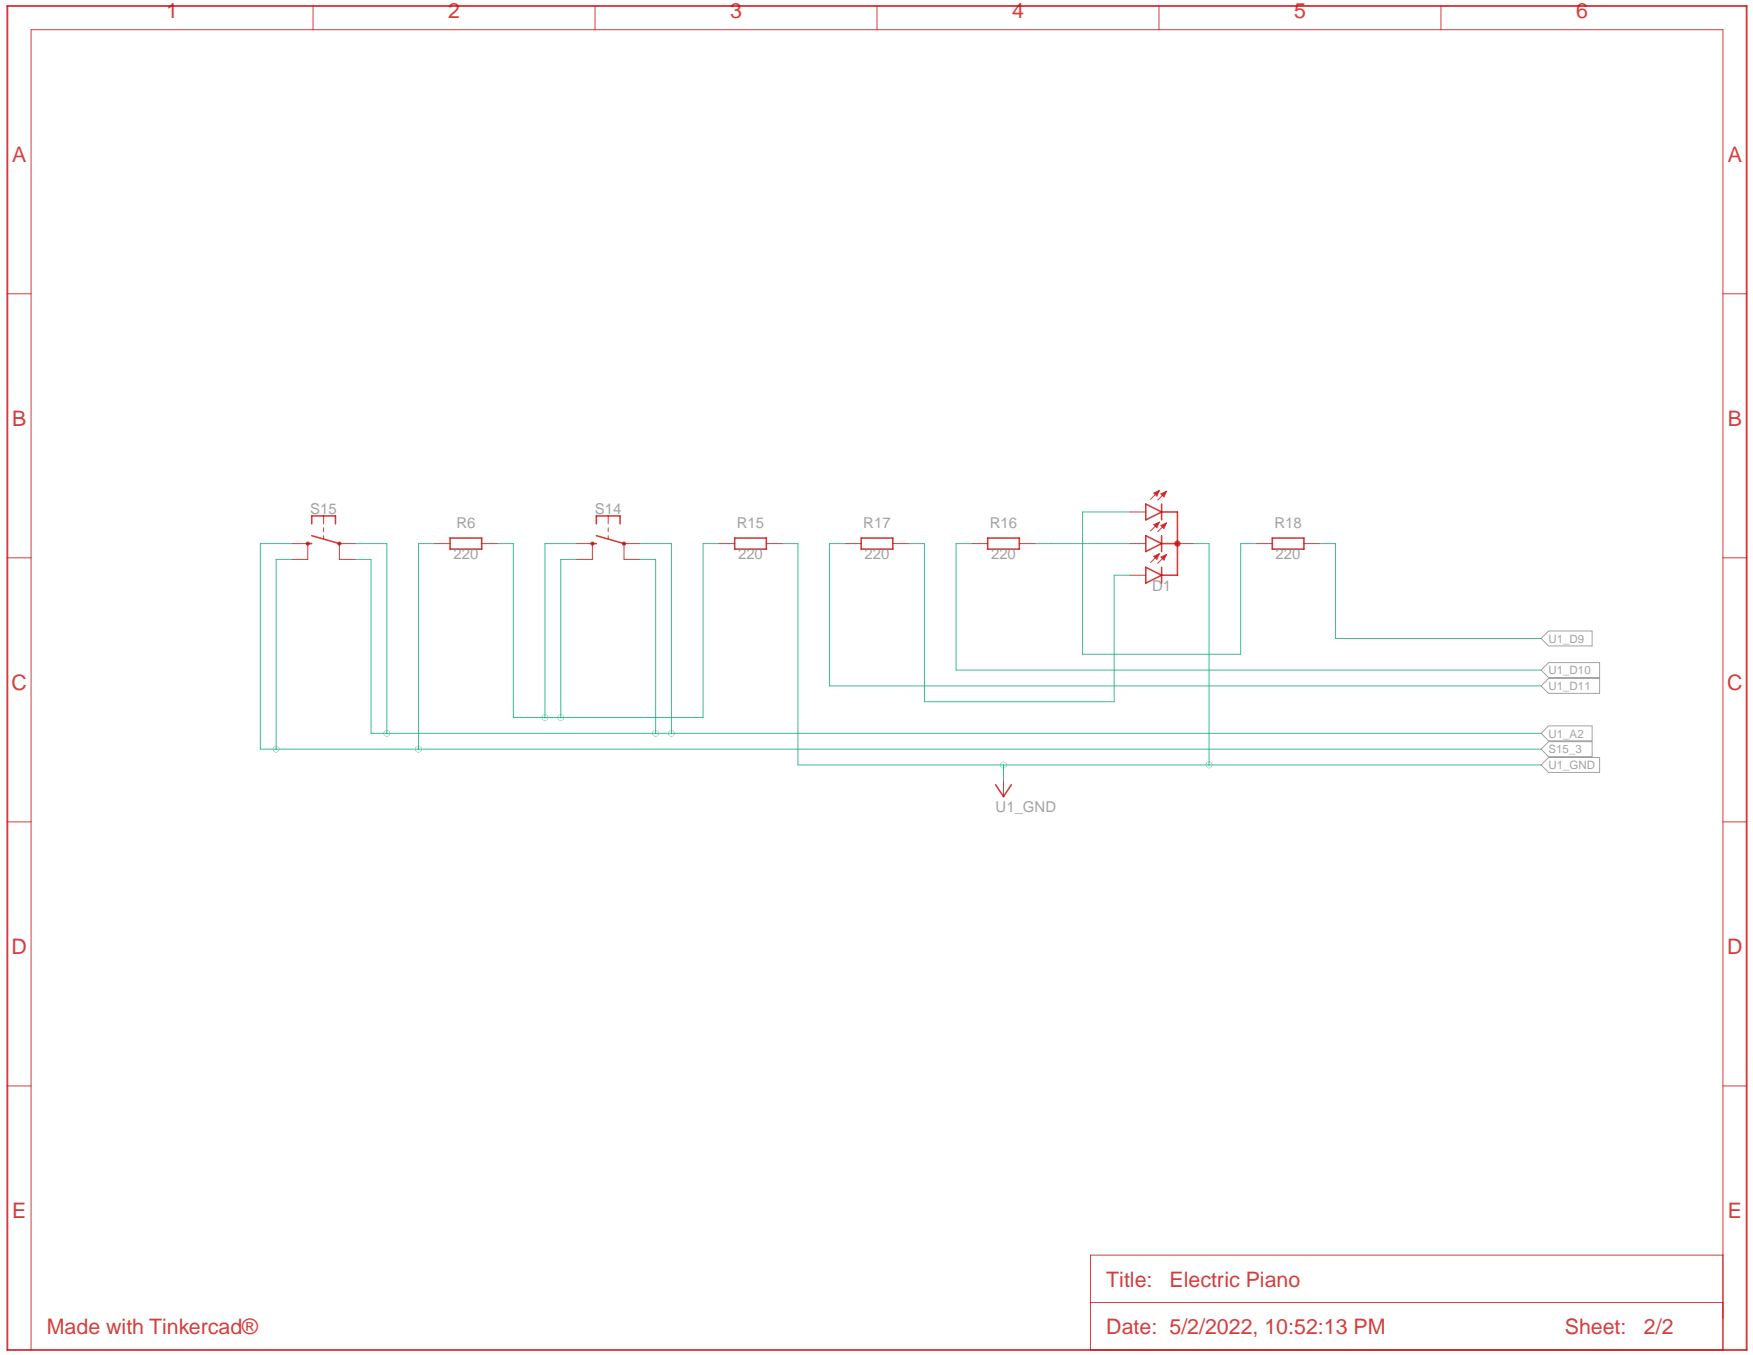 1 2 3 4 5 6
A A
B B
S15 S14
R6 R15 R17 R16 R18
220 220 220 220 220
D1
U1_D9
U1_D10
C C
U1_D11
U1_A2
S15_3
U1_GND
U1_GND
D D
E E
Title: Electric Piano
Made with Tinkercad®
Date: 5/2/2022, 10:52:13 PM Sheet: 2/2